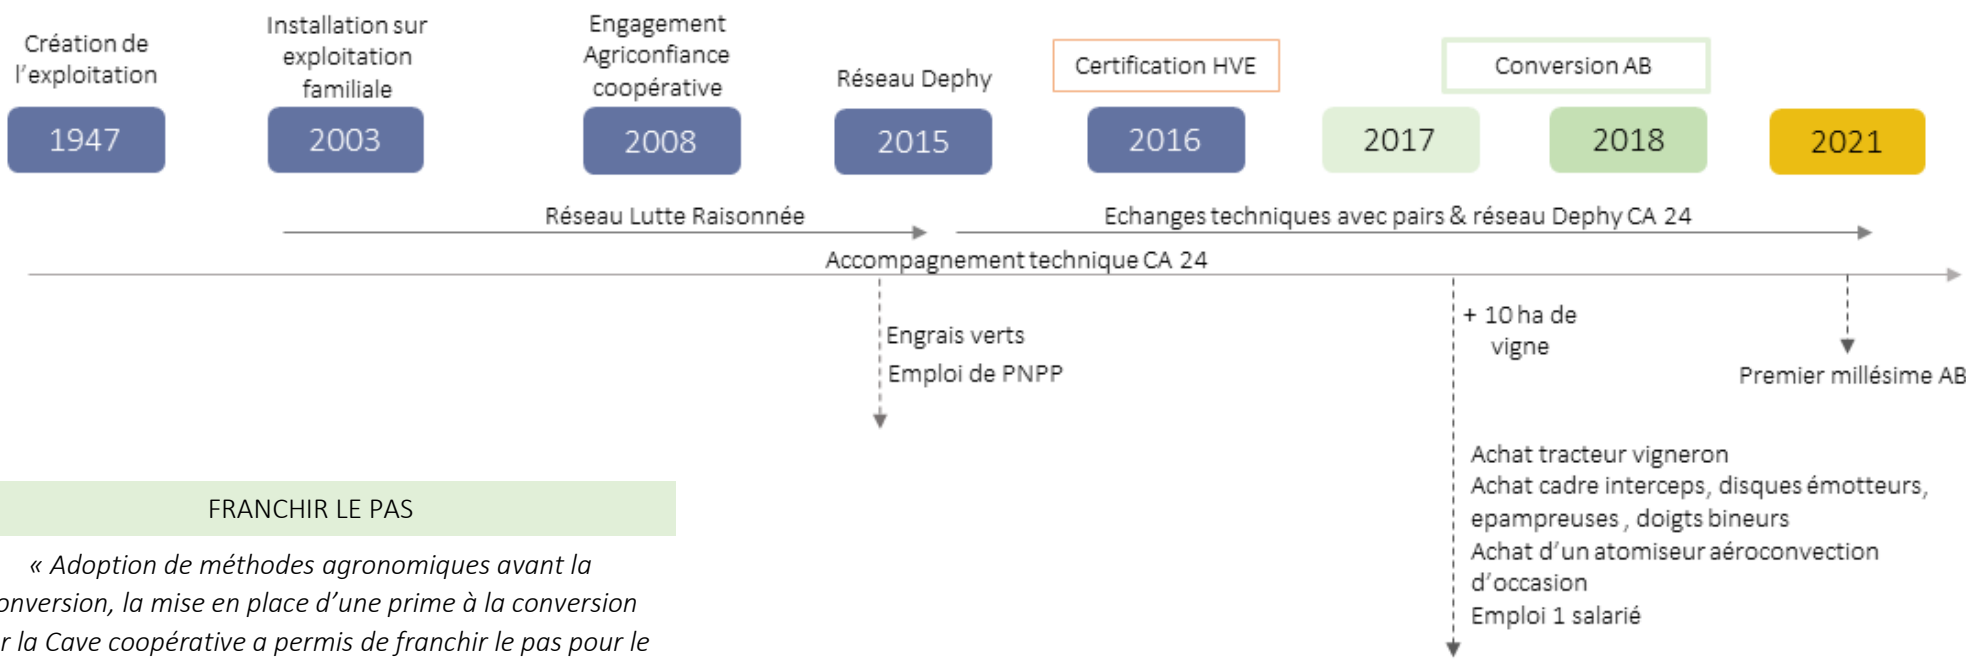 Création de
l'exploitation
Installation sur
exploitation
familiale
Engagement
Agriconfiance
coopérative
Réseau Dephy
Certification HVE
Conversion AB
1947
2003
2008
2015
2016
2017
2018
2021
Réseau Lutte Raisonnée
Echanges techniques avec pairs & réseau Dephy CA 24
Accompagnement technique CA 24
Engrais verts
Emploi de PNPP
+ 10 ha de
vigne
Premier millésime AB
Achat tracteur vigneron
Achat cadre interceps, disques émotteurs,
epampreuses , doigts bineurs
Achat d'un atomiseur aéroconvection
d'occasion
Emploi 1 salarié
FRANCHIR LE PAS
« Adoption de méthodes agronomiques avant la
onversion, la mise en place d'une prime à la conversion
r la Cave coopérative a permis de franchir le pas pour le